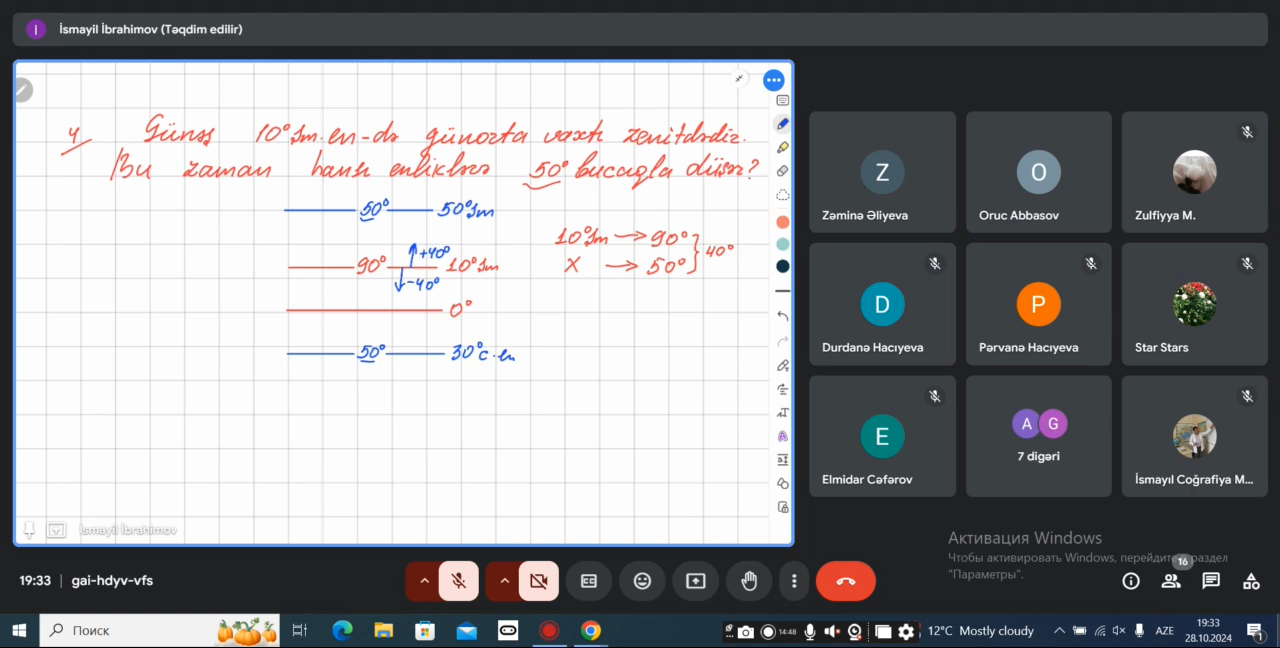 I İsmayil İbrahimov (Təqdim edilir)
4 Günəş 10° Şm.en-də günorta vaxtı zenitdədir.
Bu zaman hansı enliklərə 50° bucaqla düşər?
50° 50°Şm
90° +40° 10°Şm
-40°
0°
50° 30°c.en
10°Şm → 90°
X → 50° } 40°
İsmayil İbrahimov
Z
Zəminə Əliyeva
O
Oruc Abbasov
Zulfiyya M.
D
Durdanə Hacıyeva
P
Pərvanə Hacıyeva
Star Stars
E
Elmidar Cəfərov
A G
7 digəri
İsmayıl Coğrafiya M...
Активация Windows
Чтобы активировать Windows, перейдите раздел
"Параметры".
19:33 | gai-hdyv-vfs
16
Поиск
14:48
12°C Mostly cloudy
AZE
19:33
28.10.2024
1